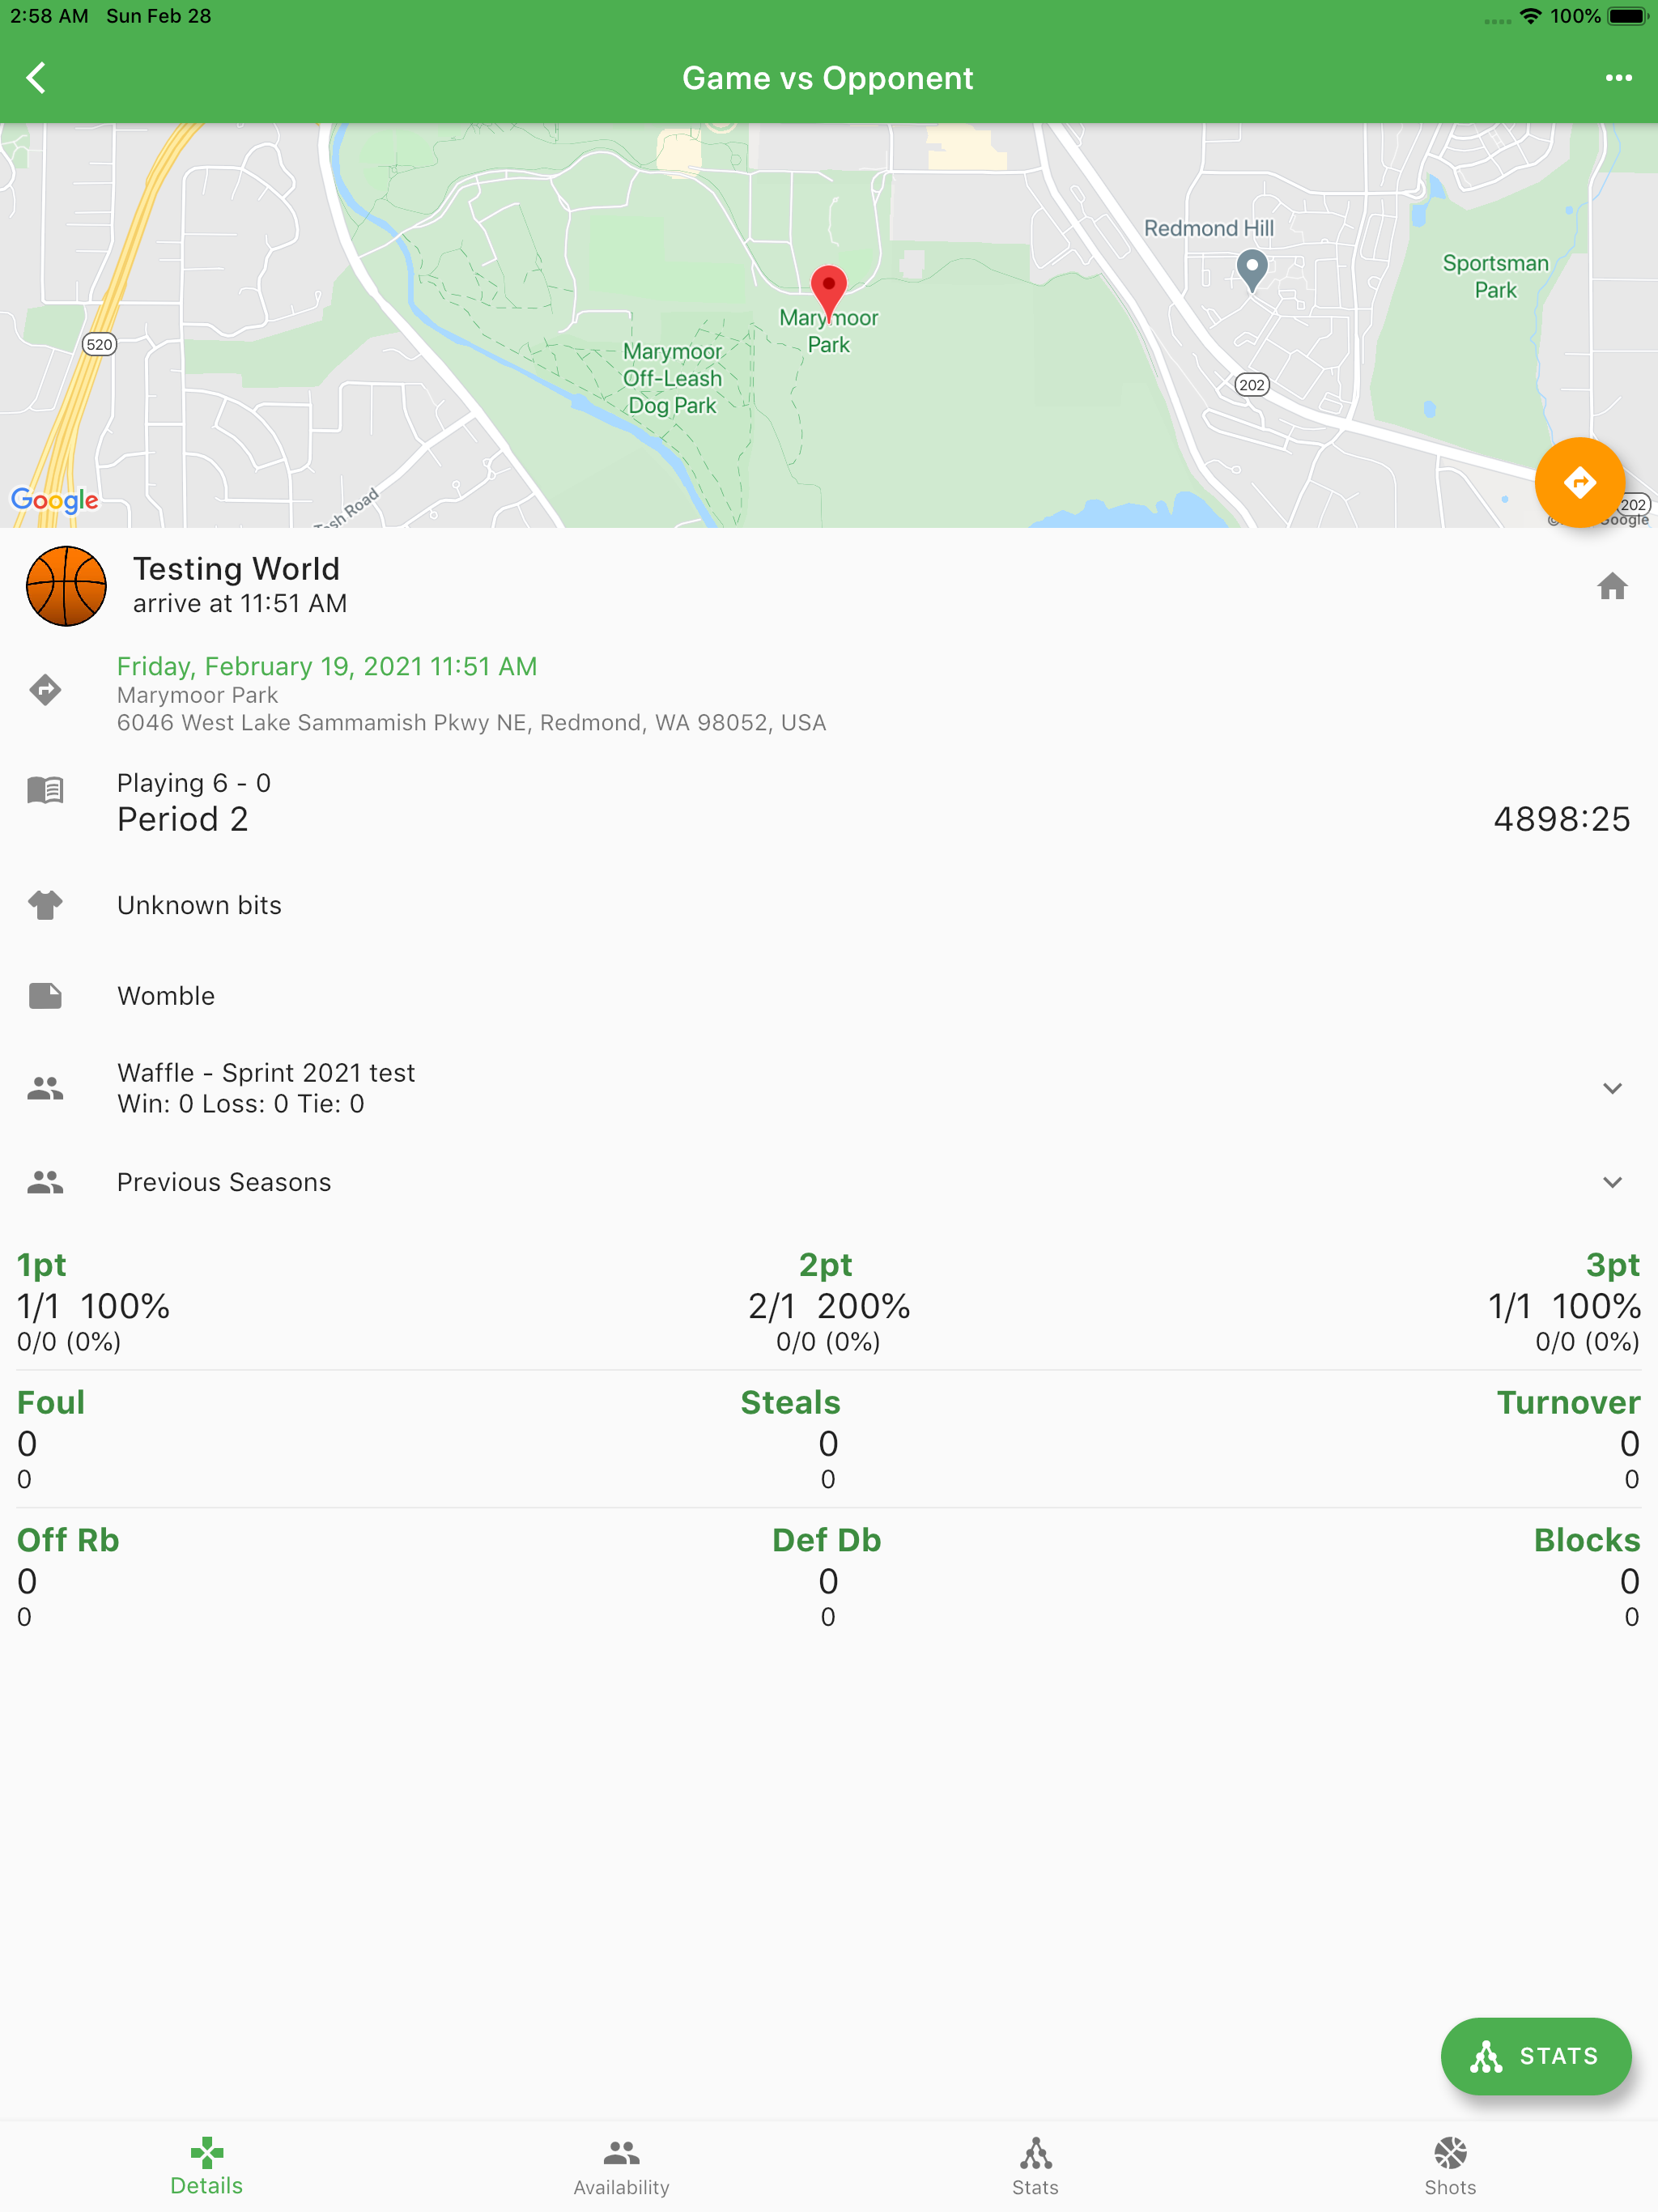 2:58 AM Sun Feb 28 100%
Game vs Opponent
Redmond Hill
Sportsman
Park
Marymoor
Park
Marymoor
Off-Leash
Dog Park
520
202
Google
Road
202
Google
Testing World
arrive at 11:51 AM
Friday, February 19, 2021 11:51 AM
Marymoor Park
6046 West Lake Sammamish Pkwy NE, Redmond, WA 98052, USA
Playing 6 - 0
Period 2 4898:25
Unknown bits
Womble
Waffle - Sprint 2021 test
Win: 0 Loss: 0 Tie: 0
Previous Seasons
1pt 2pt 3pt
1/1 100% 2/1 200% 1/1 100%
0/0 (0%) 0/0 (0%) 0/0 (0%)
Foul Steals Turnover
0 0 0
0 0 0
Off Rb Def Db Blocks
0 0 0
0 0 0
STATS
Details Availability Stats Shots